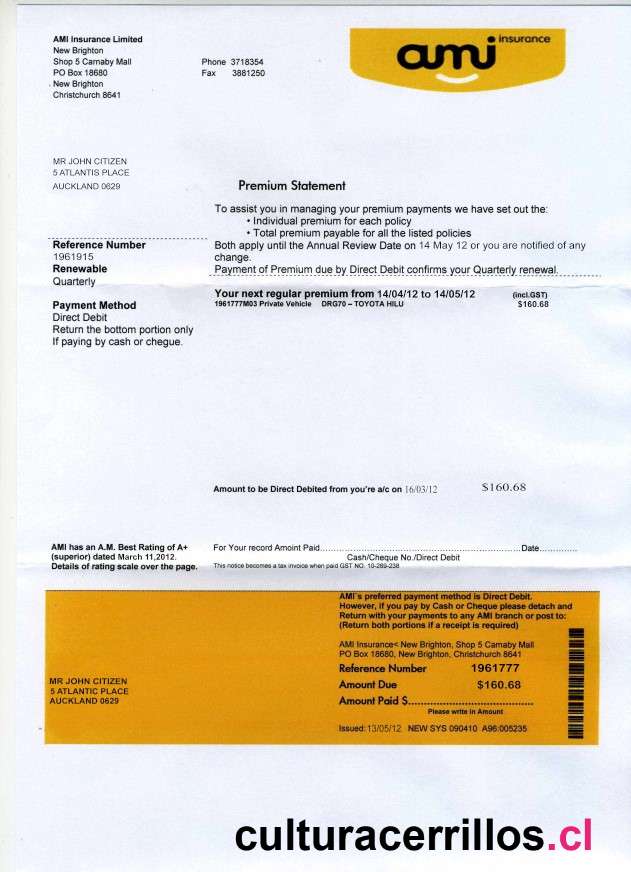 AMI Insurance Limited
New Brighton
Shop 5 Carnaby Mall
PO Box 18680
New Brighton
Christchurch 8641
Phone 3718354
Fax 3881250
ami insurance
MR JOHN CITIZEN
5 ATLANTIS PLACE
AUCKLAND 0629
Premium Statement
To assist you in managing your premium payments we have set out the:
• Individual premium for each policy
• Total premium payable for all the listed policies
Both apply until the Annual Review Date on 14 May 12 or you are notified of any
change.
Payment of Premium due by Direct Debit confirms your Quarterly renewal.
Reference Number
1961915
Renewable
Quarterly
Payment Method
Direct Debit
Return the bottom portion only
If paying by cash or chegue.
Your next regular premium from 14/04/12 to 14/05/12 (incl.GST)
1961777M03 Private Vehicle DRG70 – TOYOTA HILU $160.68
Amount to be Direct Debited from you're a/c on 16/03/12 $160.68
AMI has an A.M. Best Rating of A+
(superior) dated March 11,2012.
Details of rating scale over the page.
For Your record Amoint Paid........Date........
Cash/Cheque No./Direct Debit
This notice becomes a tax invoice when paid GST NO. 10-269-238
AMI's preferred payment method is Direct Debit.
However, if you pay by Cash or Cheque please detach and
Return with your payments to any AMI branch or post to:
(Return both portions if a receipt is required)
AMI Insurance< New Brighton, Shop 5 Carnaby Mall
PO Box 18680, New Brighton, Christchurch 8641
Reference Number 1961777
Amount Due $160.68
Amount Paid $........
Please write in Amount
Issued:13/05/12 NEW SYS 090410 A96:005235
MR JOHN CITIZEN
5 ATLANTIC PLACE
AUCKLAND 0629
culturacerrillos.cl